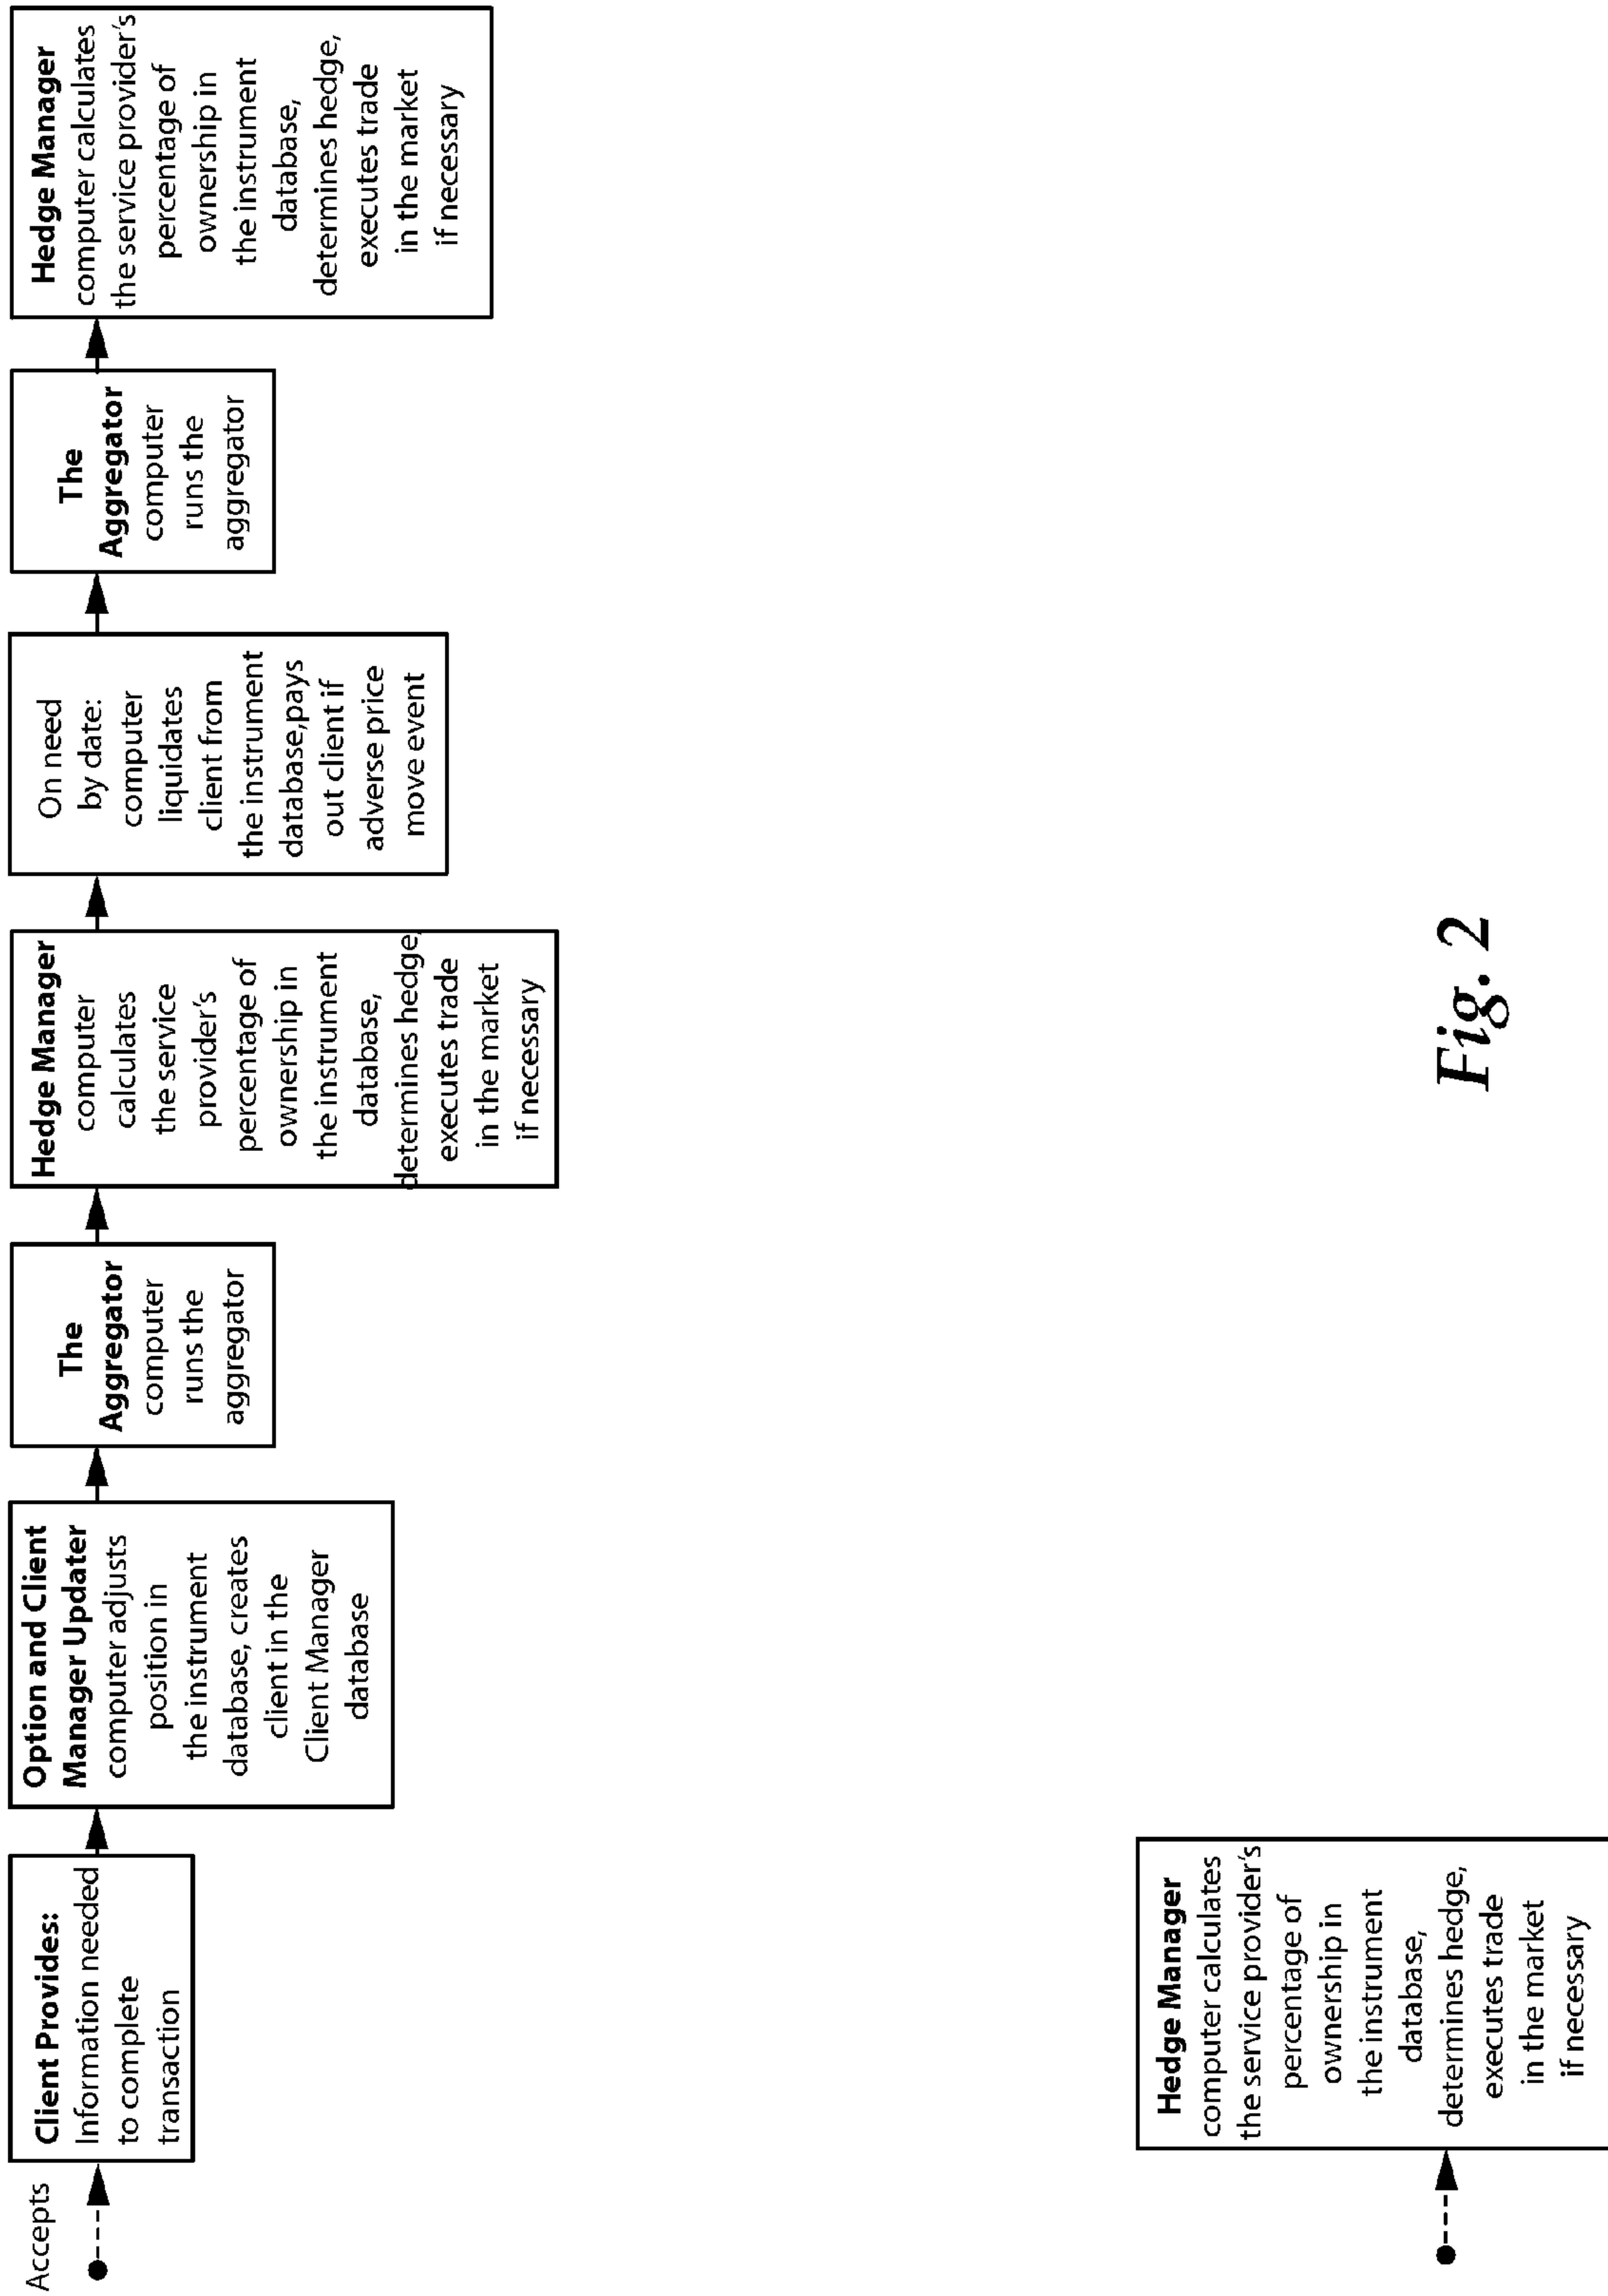 Accepts
Client Provides:
Information needed
to complete
transaction
Option and Client
Manager Updater
computer adjusts
position in
the instrument
database, creates
client in the
Client Manager
database
The
Aggregator
computer
runs the
aggregator
Hedge Manager
computer
calculates
the service
provider's
percentage of
ownership in
the instrument
database,
determines hedge,
executes trade
in the market
if necessary
On need
by date:
computer
liquidates
client from
the instrument
database,pays
out client if
adverse price
move event
The
Aggregator
computer
runs the
aggregator
Hedge Manager
computer calculates
the service provider's
percentage of
ownership in
the instrument
database,
determines hedge,
executes trade
in the market
if necessary
Hedge Manager
computer calculates
the service provider's
percentage of
ownership in
the instrument
database,
determines hedge,
executes trade
in the market
if necessary
Fig. 2